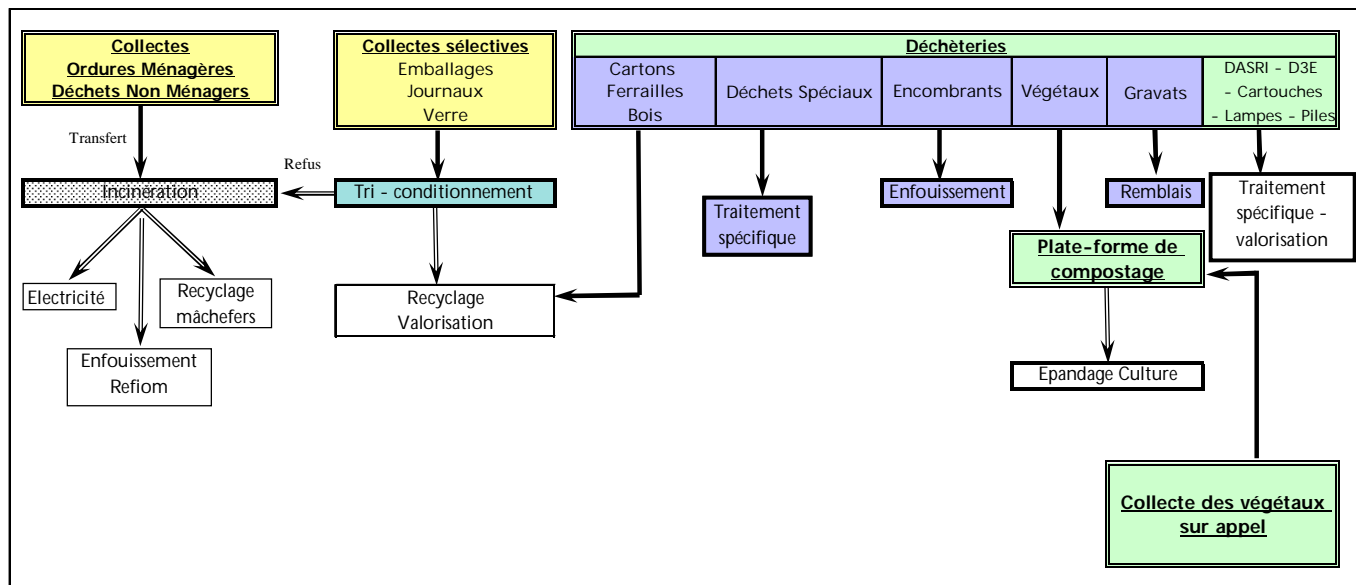 Collectes
Ordures Ménagères
Déchets Non Ménagers
Collectes sélectives
Emballages
Journaux
Verre
Déchèteries
Cartons
Ferrailles
Bois
Déchets Spéciaux
Encombrants
Végétaux
Gravats
DASRI - D3E
- Cartouches
- Lampes - Piles
Transfert
Refus
Incinération
Tri - conditionnement
Traitement
spécifique
Enfouissement
Remblais
Traitement
spécifique -
valorisation
Plate-forme de
compostage
Electricité
Recyclage
mâchefers
Enfouissement
Refiom
Recyclage
Valorisation
Epandage Culture
Collecte des végétaux
sur appel